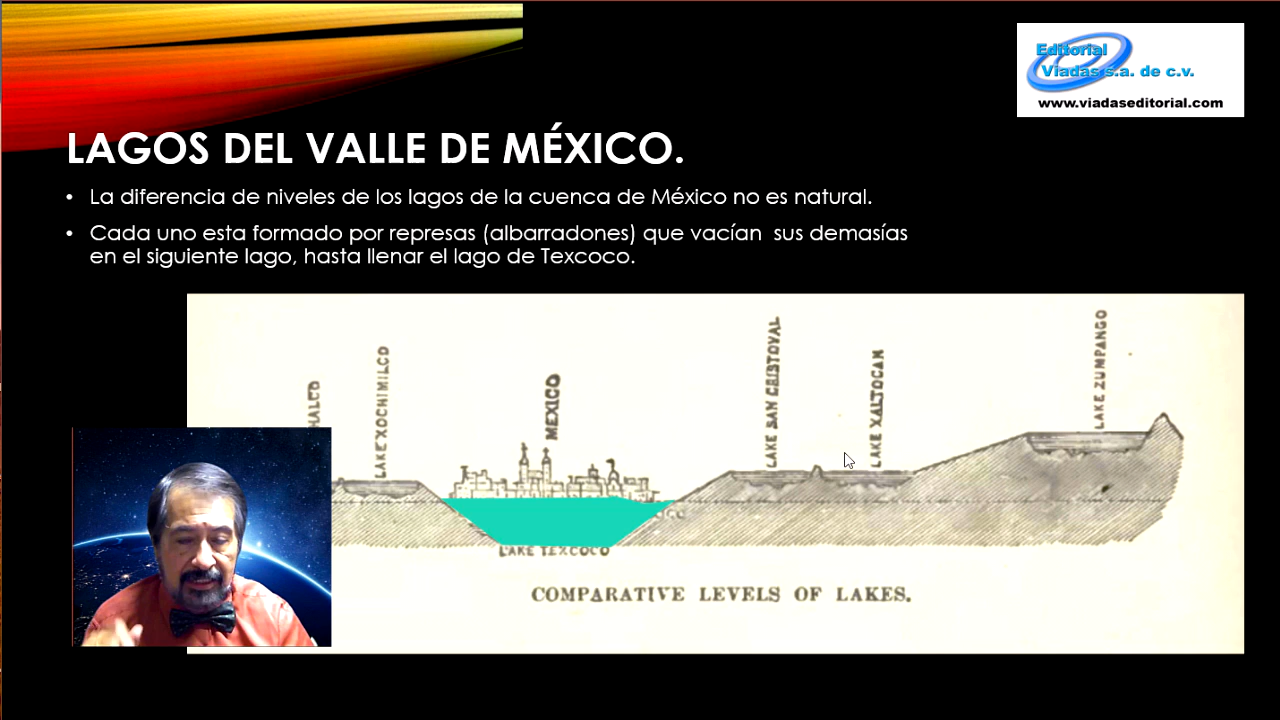 Editorial
Viadas s.a. de c.v.
www.viadaseditorial.com
LAGOS DEL VALLE DE MÉXICO.
• La diferencia de niveles de los lagos de la cuenca de México no es natural.
• Cada uno esta formado por represas (albarradones) que vacían sus demasías
en el siguiente lago, hasta llenar el lago de Texcoco.
HALCO
LAKE XOCHIMILCO
MEXICO
LAKE SAN CRISTOVAL
LAKE XALTOCAN
LAKE ZUMPANGO
LAKE TEXCOCO
COMPARATIVE LEVELS OF LAKES.